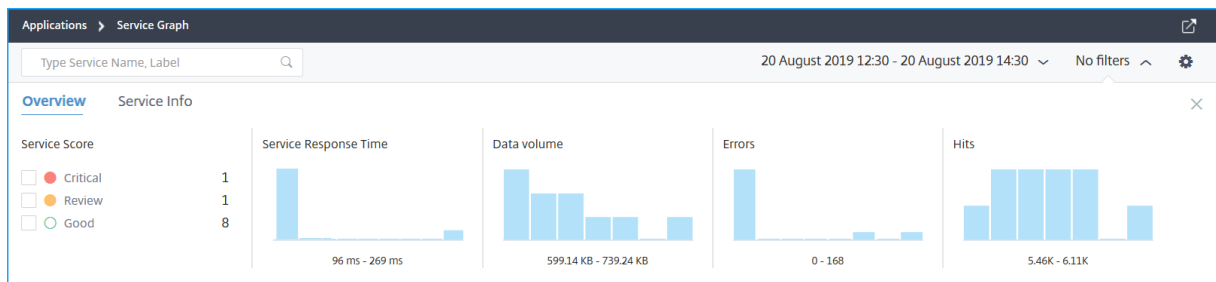 Applications > Service Graph
Type Service Name, Label
20 August 2019 12:30 - 20 August 2019 14:30
No filters
Overview
Service Info
Service Score
Critical 1
Review 1
Good 8
Service Response Time
96 ms - 269 ms
Data volume
599.14 KB - 739.24 KB
Errors
0 - 168
Hits
5.46K - 6.11K